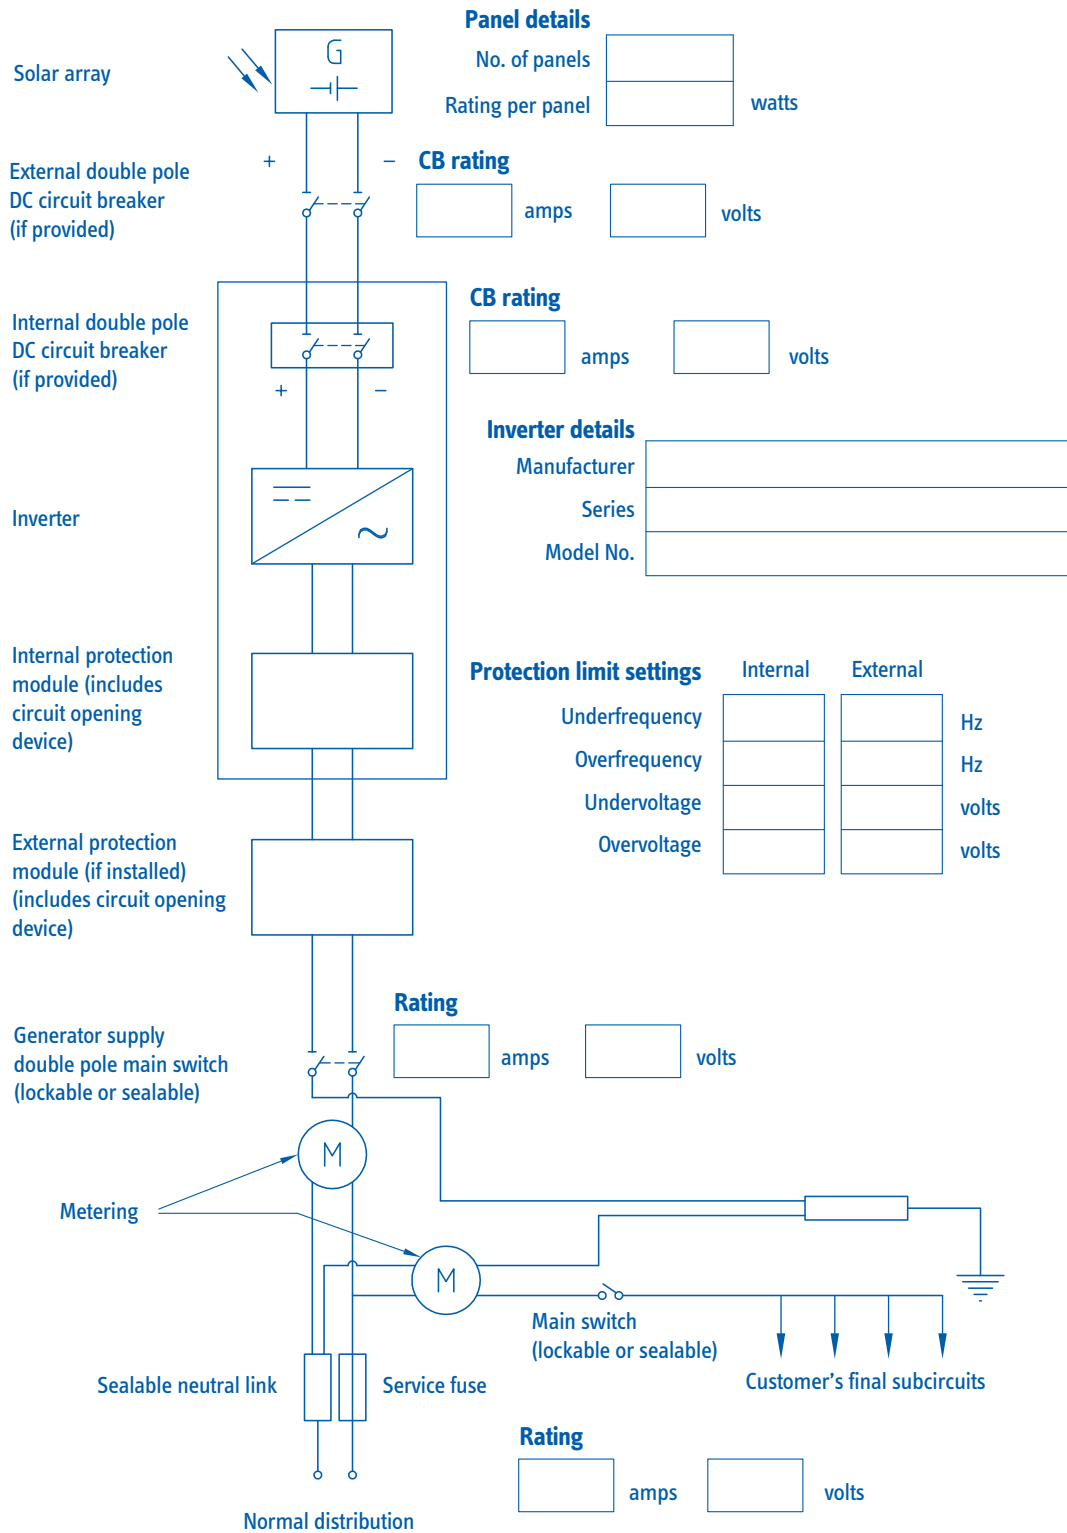 Panel details
No. of panels
Solar array
G
Rating per panel
watts
+
–
CB rating
External double pole
DC circuit breaker
(if provided)
amps
volts
CB rating
Internal double pole
DC circuit breaker
(if provided)
amps
volts
+
–
Inverter details
Manufacturer
Series
Inverter
Model No.
Internal protection
module (includes
circuit opening
device)
Protection limit settings
Internal
External
Underfrequency
Hz
Overfrequency
Hz
Undervoltage
volts
Overvoltage
volts
External protection
module (if installed)
(includes circuit opening
device)
Rating
Generator supply
double pole main switch
(lockable or sealable)
amps
volts
M
Metering
M
Main switch
(lockable or sealable)
Sealable neutral link
Service fuse
Customer’s final subcircuits
Rating
amps
volts
Normal distribution